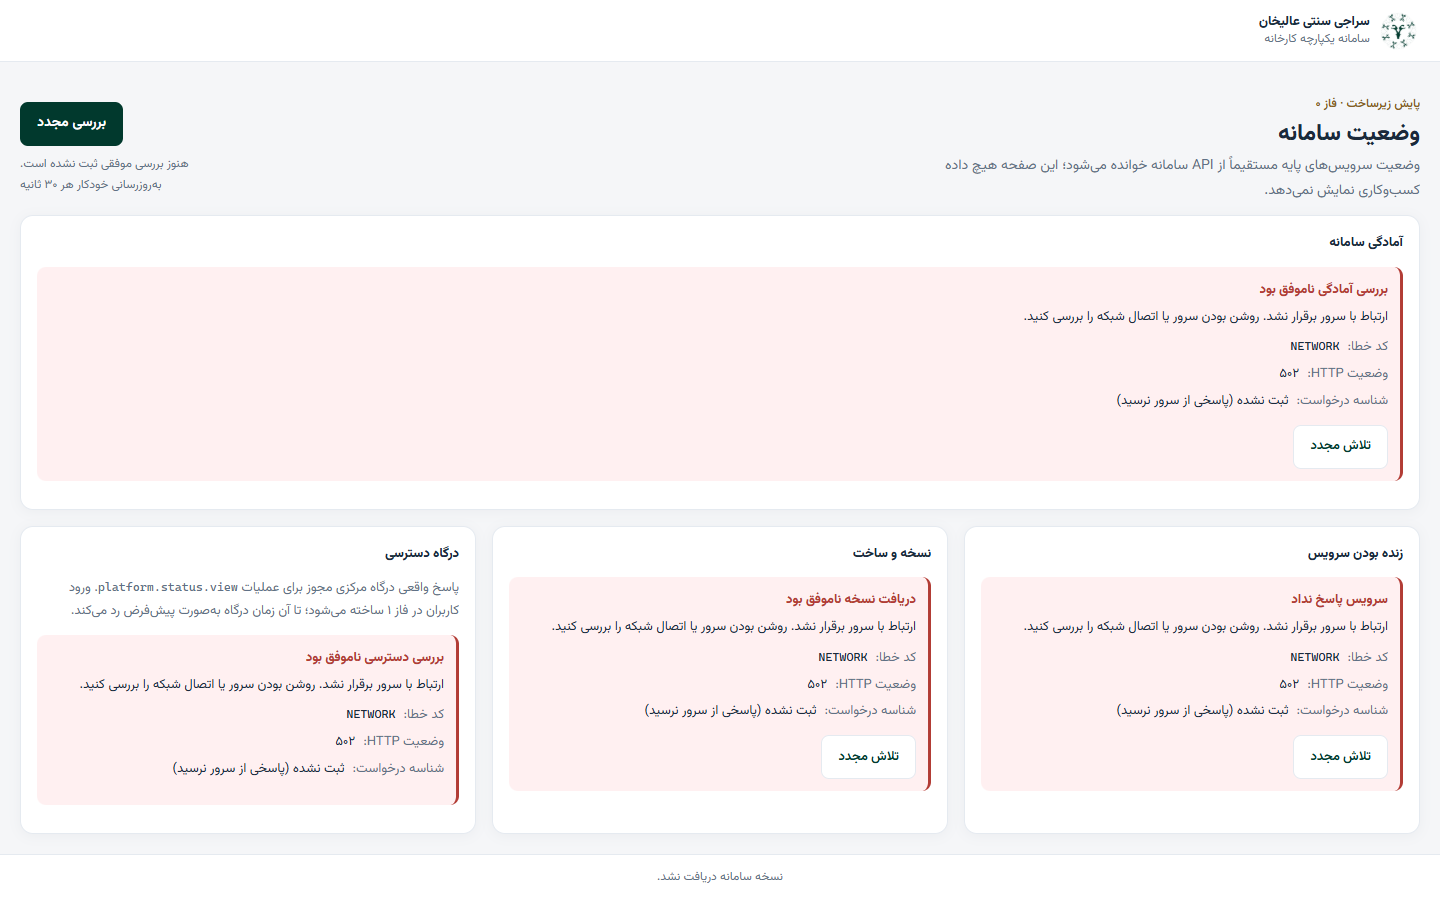 سراجی سنتی عالیخان
سامانه یکپارچه کارخانه
پایش زیرساخت · فاز ۰
وضعیت سامانه
وضعیت سرویس‌های پایه مستقیماً از API سامانه خوانده می‌شود؛ این صفحه هیچ داده
کسب‌وکاری نمایش نمی‌دهد.
بررسی مجدد
هنوز بررسی موفقی ثبت نشده است.
به‌روزرسانی خودکار هر ۳۰ ثانیه
آمادگی سامانه
بررسی آمادگی ناموفق بود
ارتباط با سرور برقرار نشد. روشن بودن سرور یا اتصال شبکه را بررسی کنید.
کد خطا: NETWORK
وضعیت HTTP: ۵۰۲
شناسه درخواست: ثبت نشده (پاسخی از سرور نرسید)
تلاش مجدد
زنده بودن سرویس
سرویس پاسخ نداد
ارتباط با سرور برقرار نشد. روشن بودن سرور یا اتصال شبکه را بررسی کنید.
کد خطا: NETWORK
وضعیت HTTP: ۵۰۲
شناسه درخواست: ثبت نشده (پاسخی از سرور نرسید)
تلاش مجدد
نسخه و ساخت
دریافت نسخه ناموفق بود
ارتباط با سرور برقرار نشد. روشن بودن سرور یا اتصال شبکه را بررسی کنید.
کد خطا: NETWORK
وضعیت HTTP: ۵۰۲
شناسه درخواست: ثبت نشده (پاسخی از سرور نرسید)
تلاش مجدد
درگاه دسترسی
پاسخ واقعی درگاه مرکزی مجوز برای عملیات platform.status.view. ورود
کاربران در فاز ۱ ساخته می‌شود؛ تا آن زمان درگاه به‌صورت پیش‌فرض رد می‌کند.
بررسی دسترسی ناموفق بود
ارتباط با سرور برقرار نشد. روشن بودن سرور یا اتصال شبکه را بررسی کنید.
کد خطا: NETWORK
وضعیت HTTP: ۵۰۲
شناسه درخواست: ثبت نشده (پاسخی از سرور نرسید)
نسخه سامانه دریافت نشد.